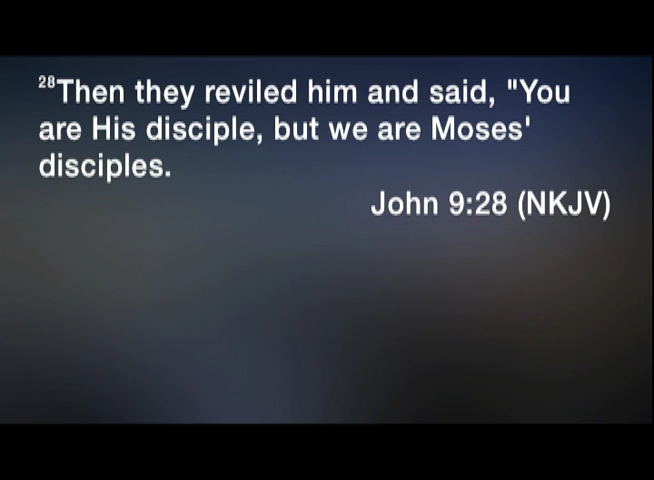 28Then they reviled him and said, "You
are His disciple, but we are Moses'
disciples.
John 9:28 (NKJV)